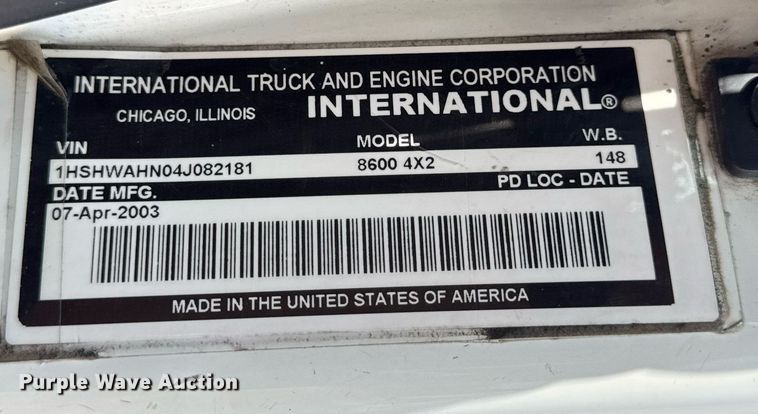 INTERNATIONAL TRUCK AND ENGINE CORPORATION
CHICAGO, ILLINOIS INTERNATIONAL®
VIN MODEL W.B.
1HSHWAHN04J082181 8600 4X2 148
DATE MFG. PD LOC - DATE
07-Apr-2003
MADE IN THE UNITED STATES OF AMERICA
Purple Wave Auction